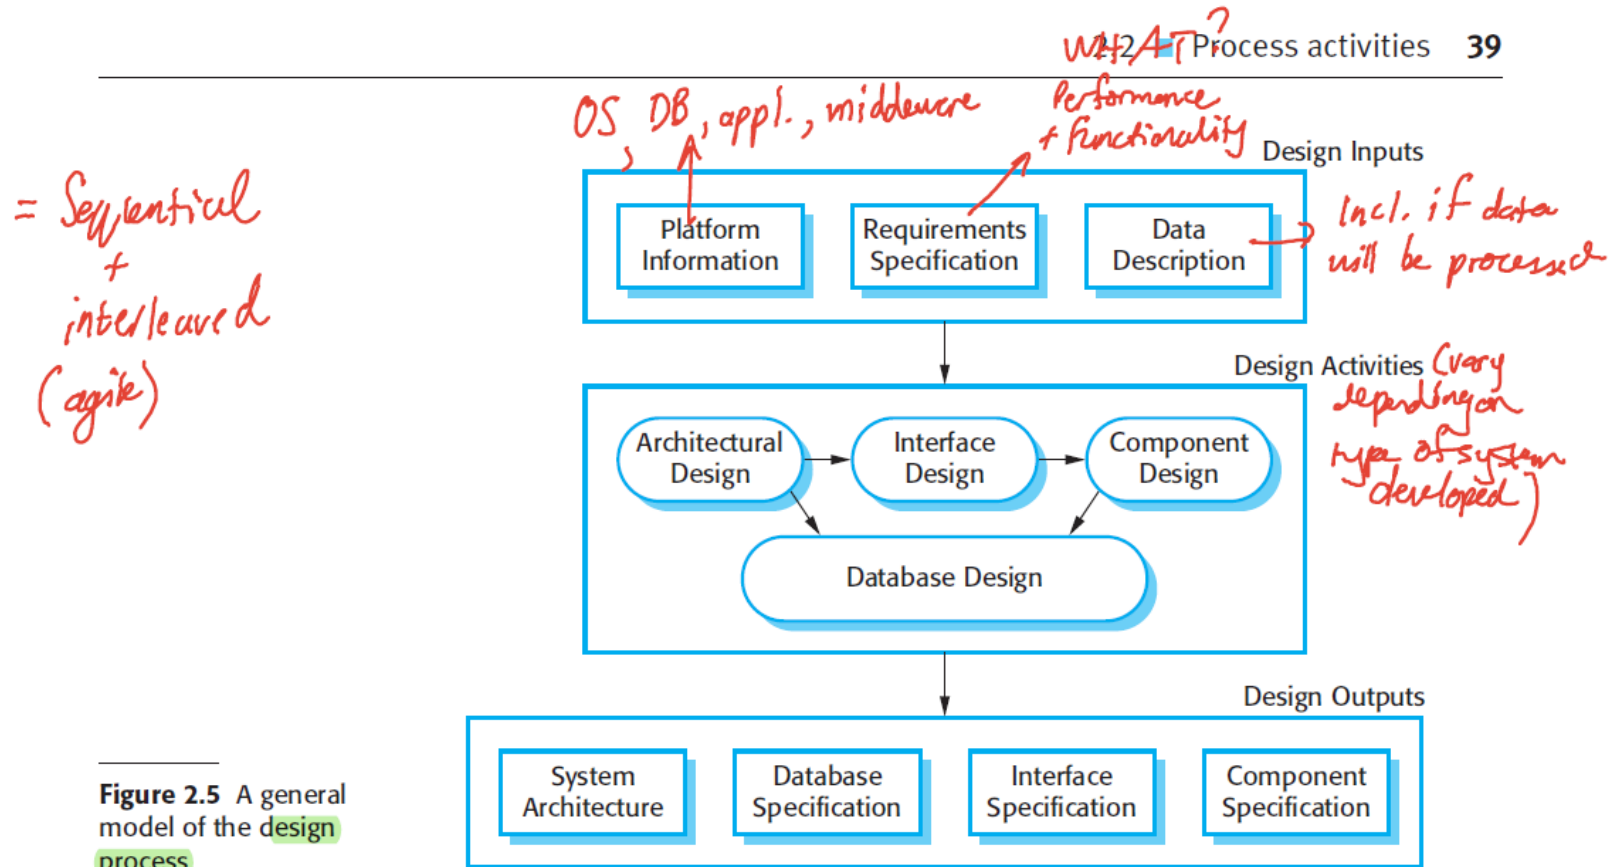 WHAT?
2.2 Process activities 39
OS, DB, appl., middleware
Performance
+ functionality
Design Inputs
= Sequential
+
interleaved
(agile)
Platform
Information
Requirements
Specification
Data
Description
Incl. if data
will be processed
Design Activities (vary
depending on
type of system
developed)
Architectural
Design
Interface
Design
Component
Design
Database Design
Design Outputs
System
Architecture
Database
Specification
Interface
Specification
Component
Specification
Figure 2.5 A general
model of the design
process